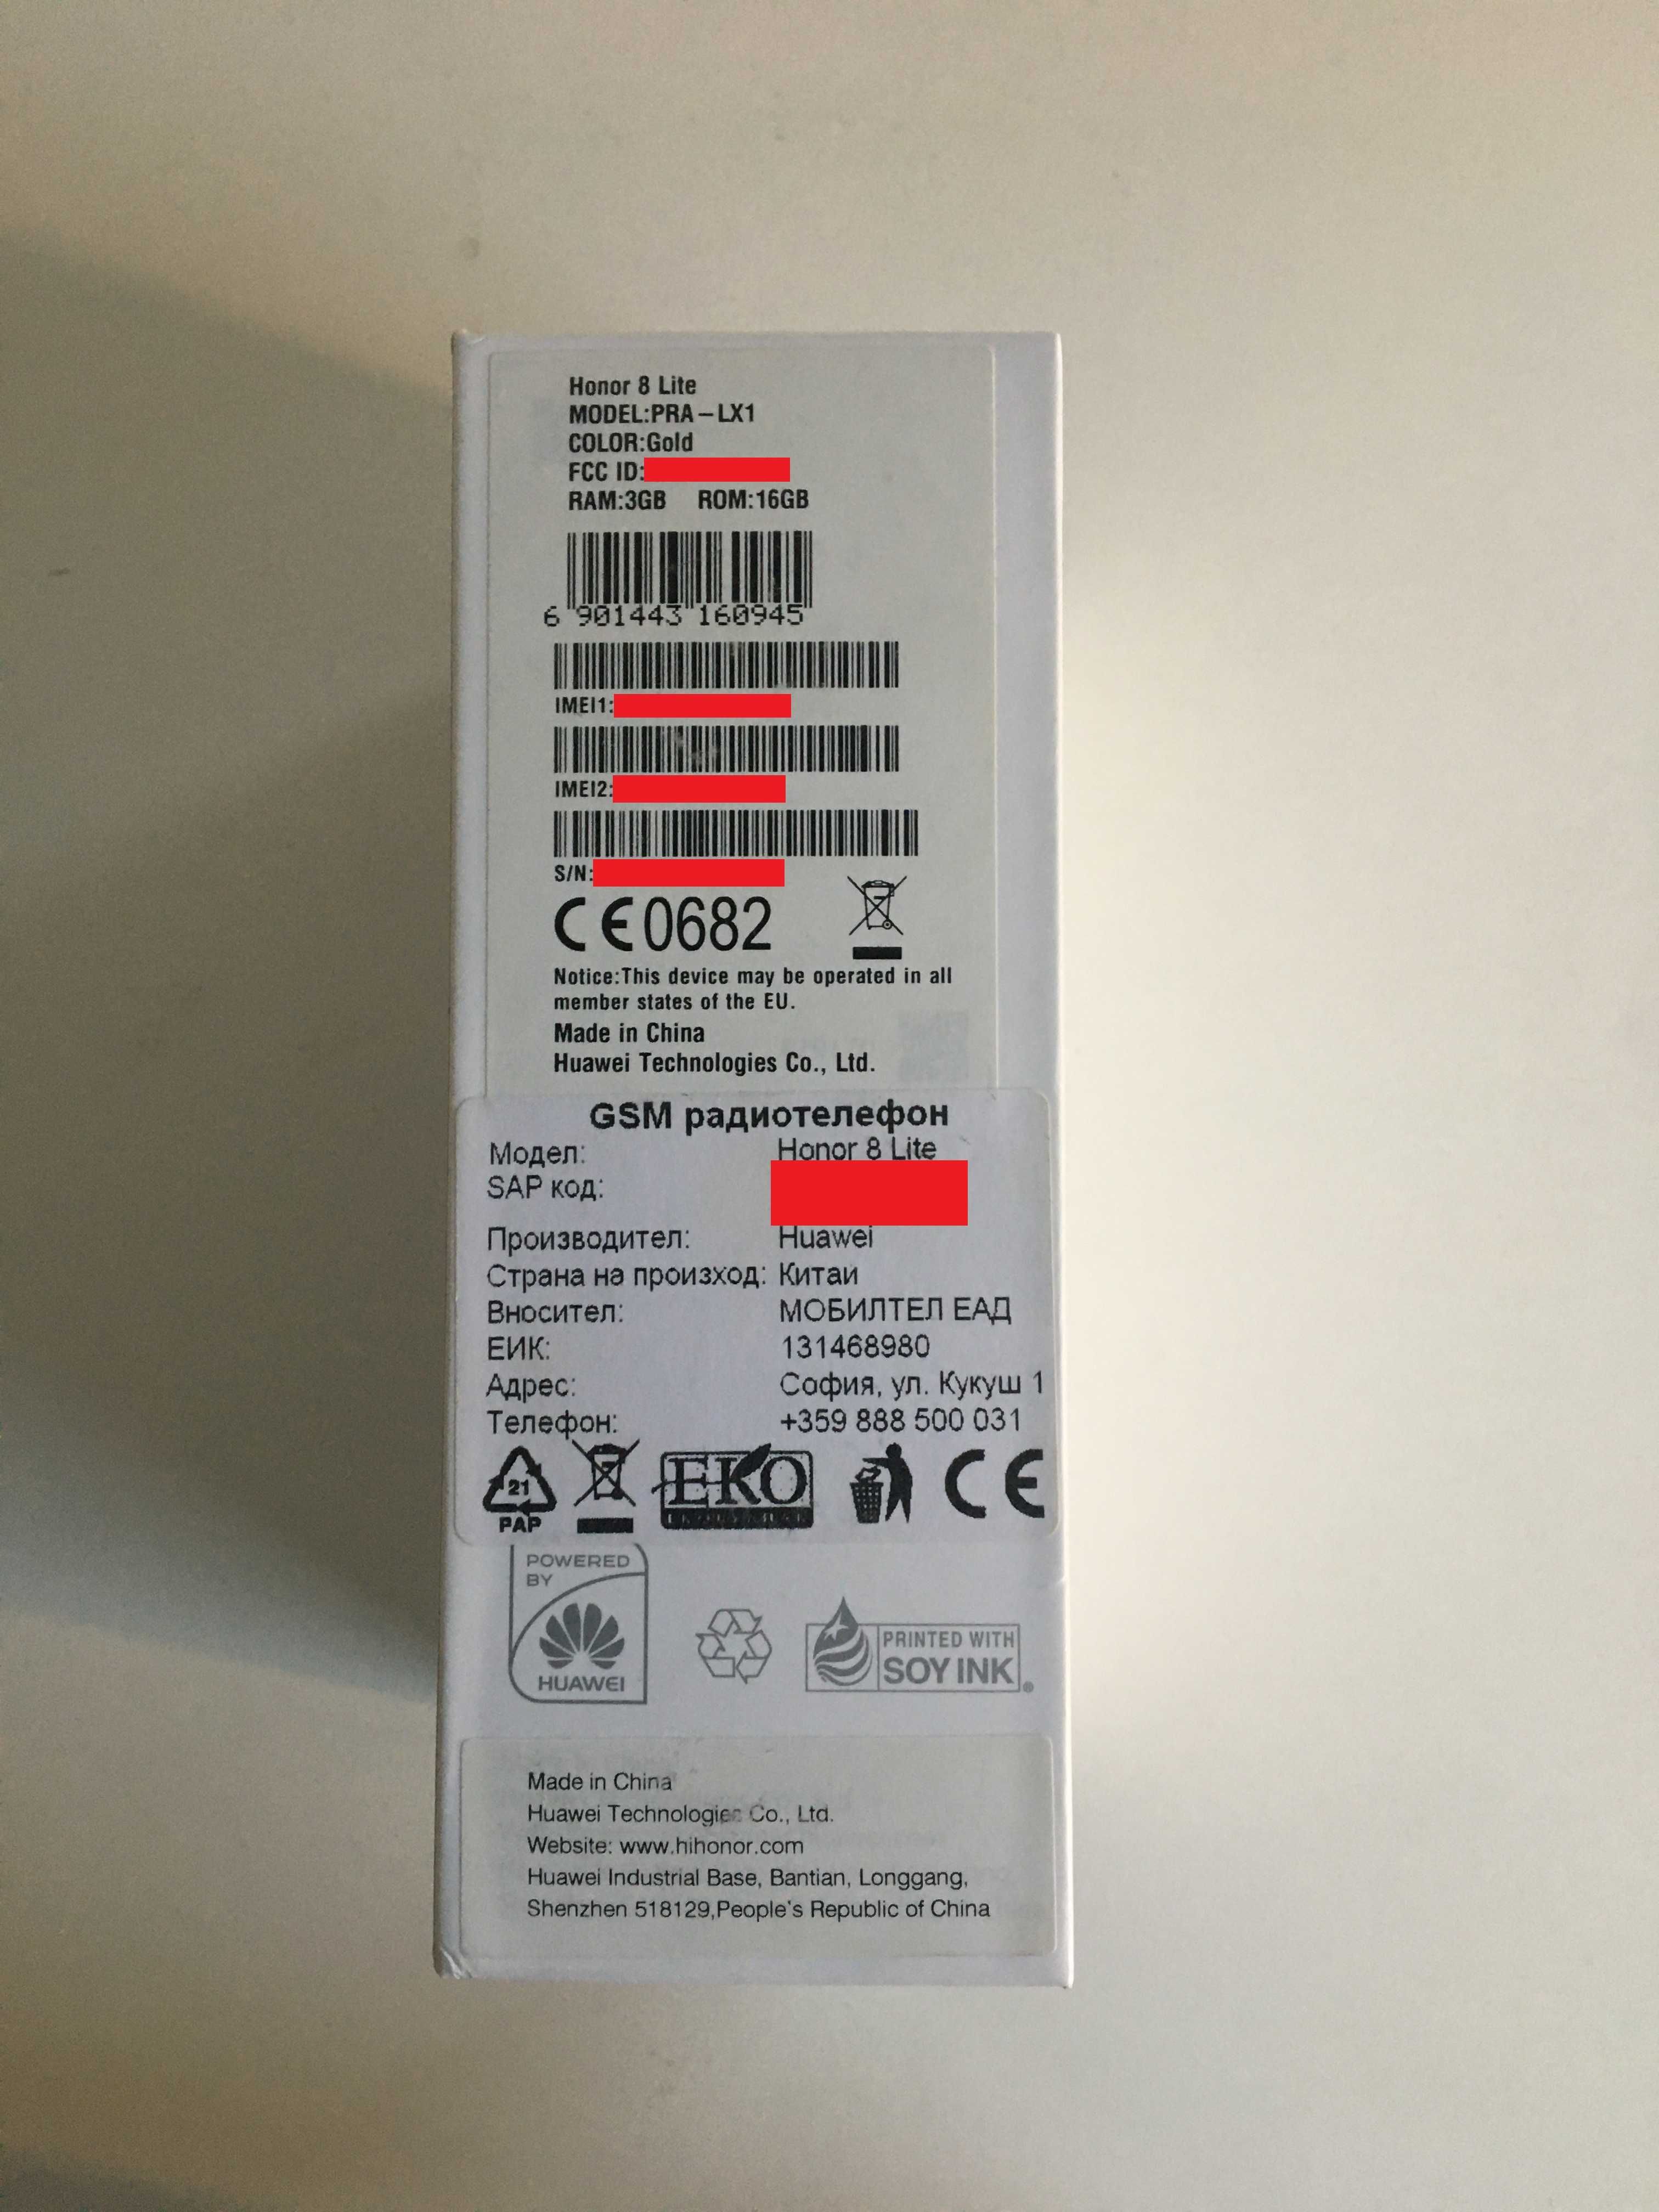 Honor 8 Lite
MODEL:PRA–LX1
COLOR:Gold
FCC ID:
RAM:3GB ROM:16GB
6 901443 160945
IMEI1:
IMEI2:
S/N:
CE0682
Notice:This device may be operated in all
member states of the EU.
Made in China
Huawei Technologies Co., Ltd.
GSM радиотелефон
Модел: Honor 8 Lite
SAP код:
Производител: Huawei
Страна на произход: Китаи
Вносител: МОБИЛТЕЛ ЕАД
ЕИК: 131468980
Адрес: София, ул. Кукуш 1
Телефон: +359 888 500 031
21
PAP
EKO
CE
POWERED
BY
HUAWEI
PRINTED WITH
SOY INK
Made in China
Huawei Technologies Co., Ltd.
Website: www.hihonor.com
Huawei Industrial Base, Bantian, Longgang,
Shenzhen 518129,People's Republic of China